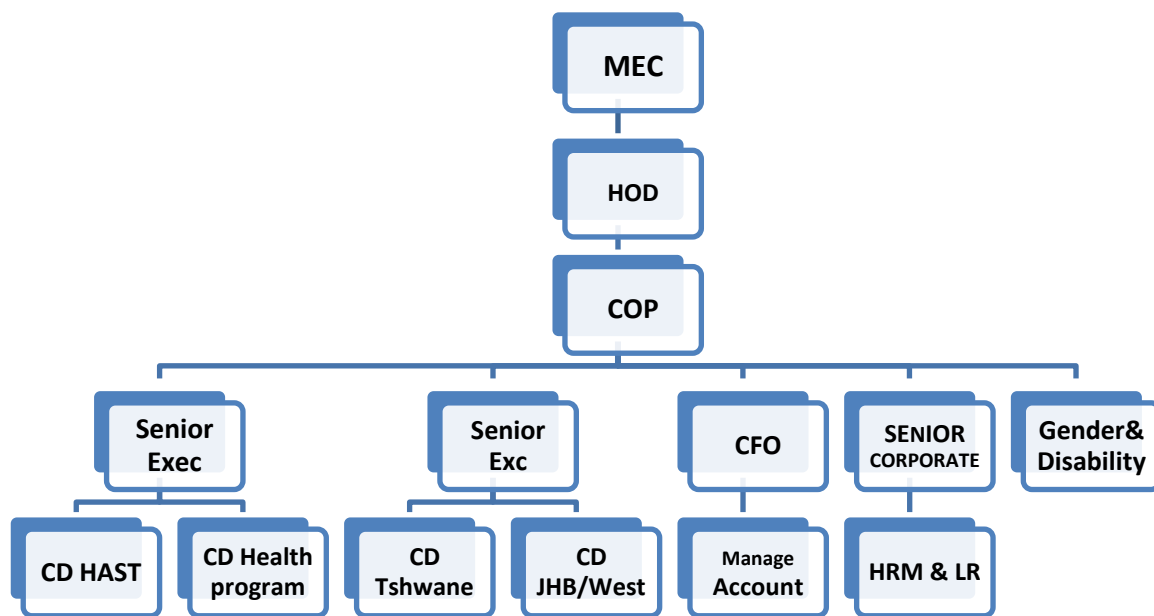 MEC
HOD
COP
Senior
Exec
Senior
Exc
CFO
SENIOR
CORPORATE
Gender&
Disability
CD HAST
CD Health
program
CD
Tshwane
CD
JHB/West
Manage
Account
HRM & LR